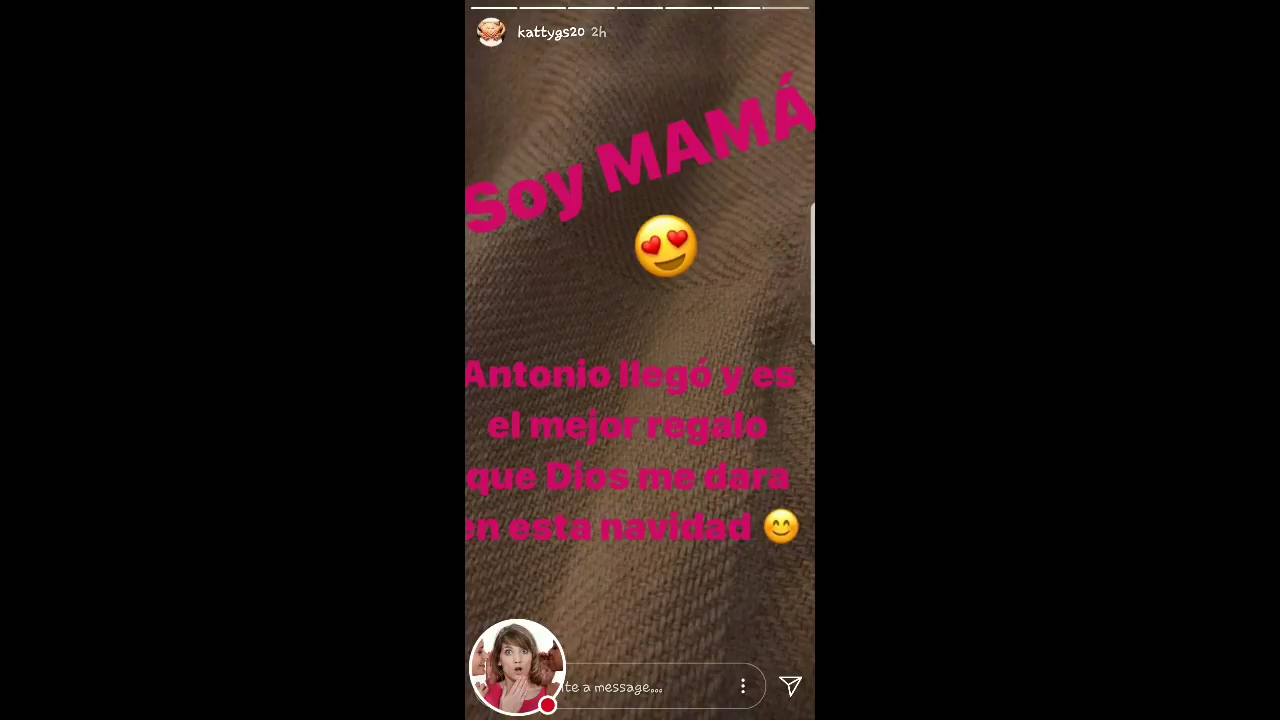 kattygs20 2h
Soy MAMÁ
Antonio llegó y es
el mejor regalo
que Dios me dara
en esta navidad
ite a message...